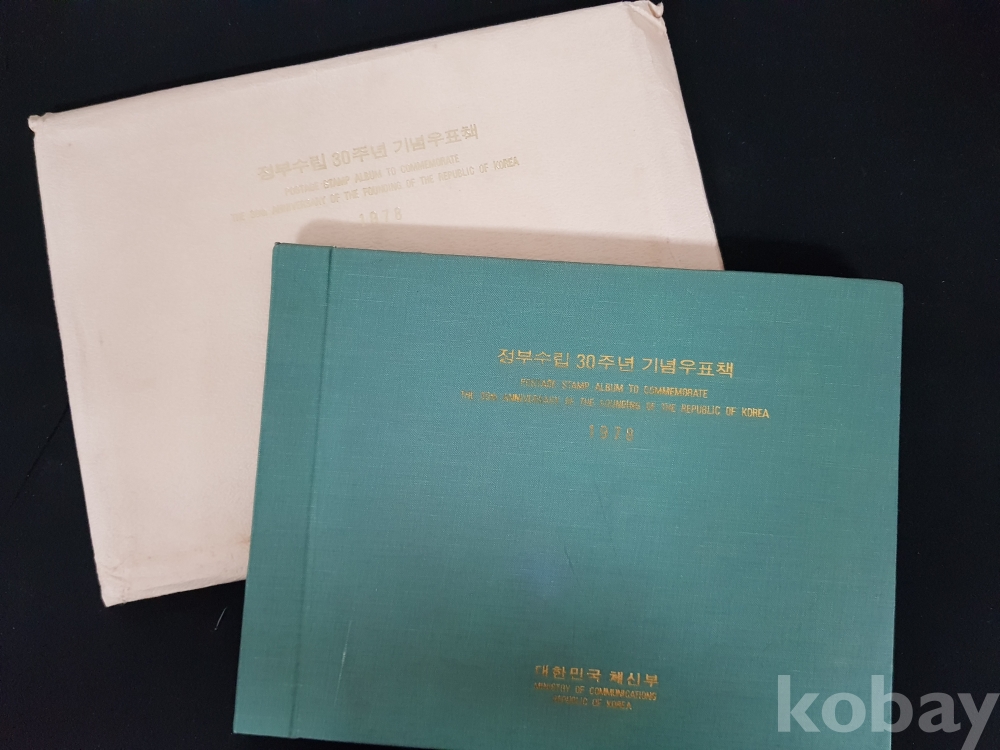 정부수립 30주년 기념우표책
POSTAGE STAMP ALBUM TO COMMEMORATE
THE 30th ANNIVERSARY OF THE FOUNDING OF THE REPUBLIC OF KOREA
1978
정부수립 30주년 기념우표책
POSTAGE STAMP ALBUM TO COMMEMORATE
THE 30th ANNIVERSARY OF THE FOUNDING OF THE REPUBLIC OF KOREA
1978
대한민국 체신부
MINISTRY OF COMMUNICATIONS
REPUBLIC OF KOREA
kobay